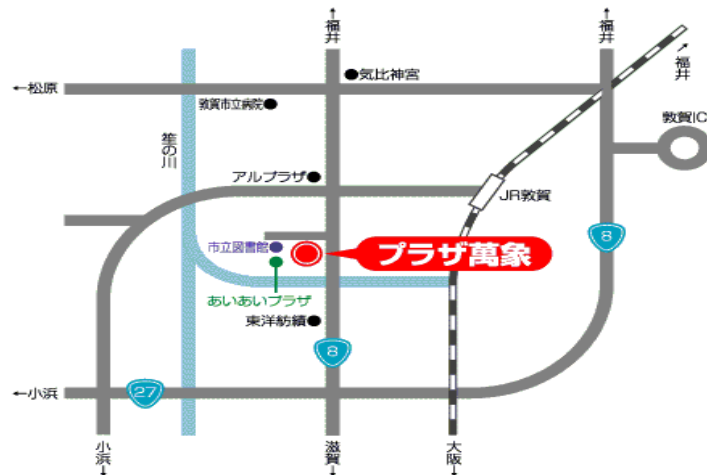 ↑福井
↑福井
↗福井
←松原
気比神宮
敦賀市立病院
敦賀IC
笙の川
アルプラザ
JR敦賀
8
市立図書館
プラザ萬象
あいあいプラザ
東洋紡績
8
←小浜
27
小浜↓
滋賀↓
大阪↓